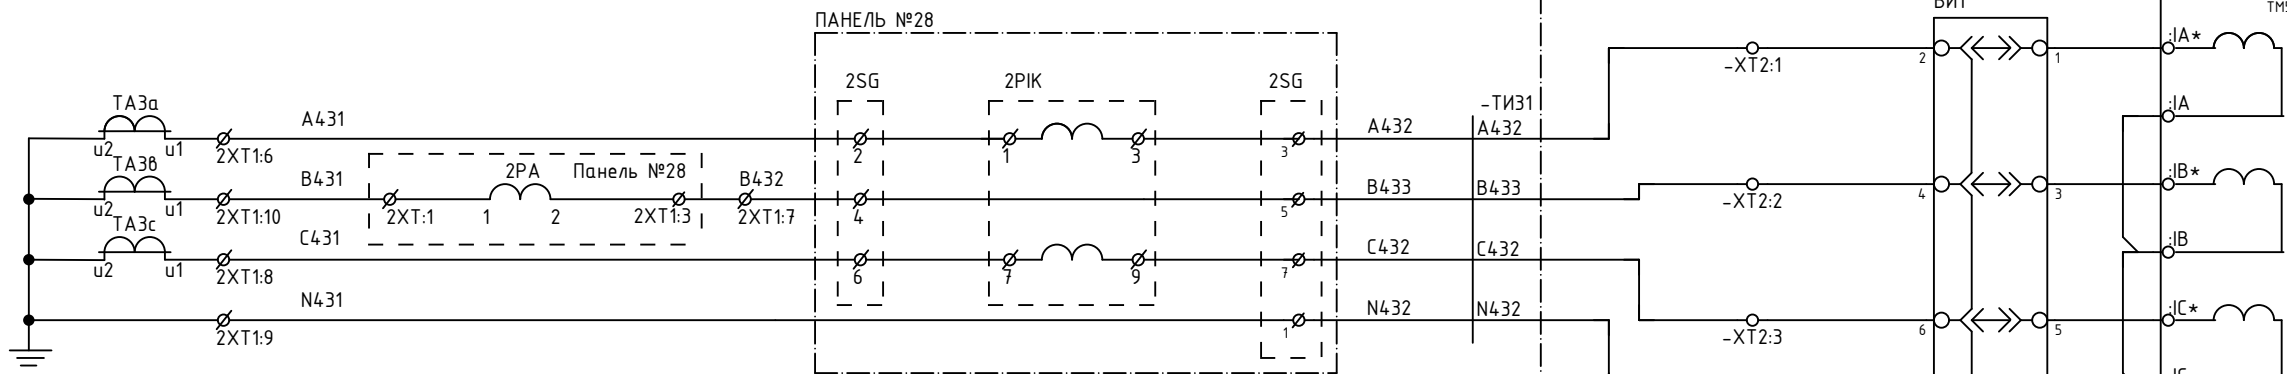 ПАНЕЛЬ №28
БИТ
2SG
2PIK
2SG
-XT2:1
2
1
:IA*
:IA
TA3a
u2
u1
2XT1:6
A431
2
1
3
3
A432
-ТИ31
A432
TA3в
u2
u1
2XT1:10
B431
2XT:1
2PA
1
2
Панель №28
2XT1:3
B432
2XT1:7
4
5
B433
B433
-XT2:2
4
3
:IB*
:IB
TA3c
u2
u1
2XT1:8
C431
6
7
9
7
C432
C432
-XT2:3
6
5
:IC*
N431
2XT1:9
1
N432
N432